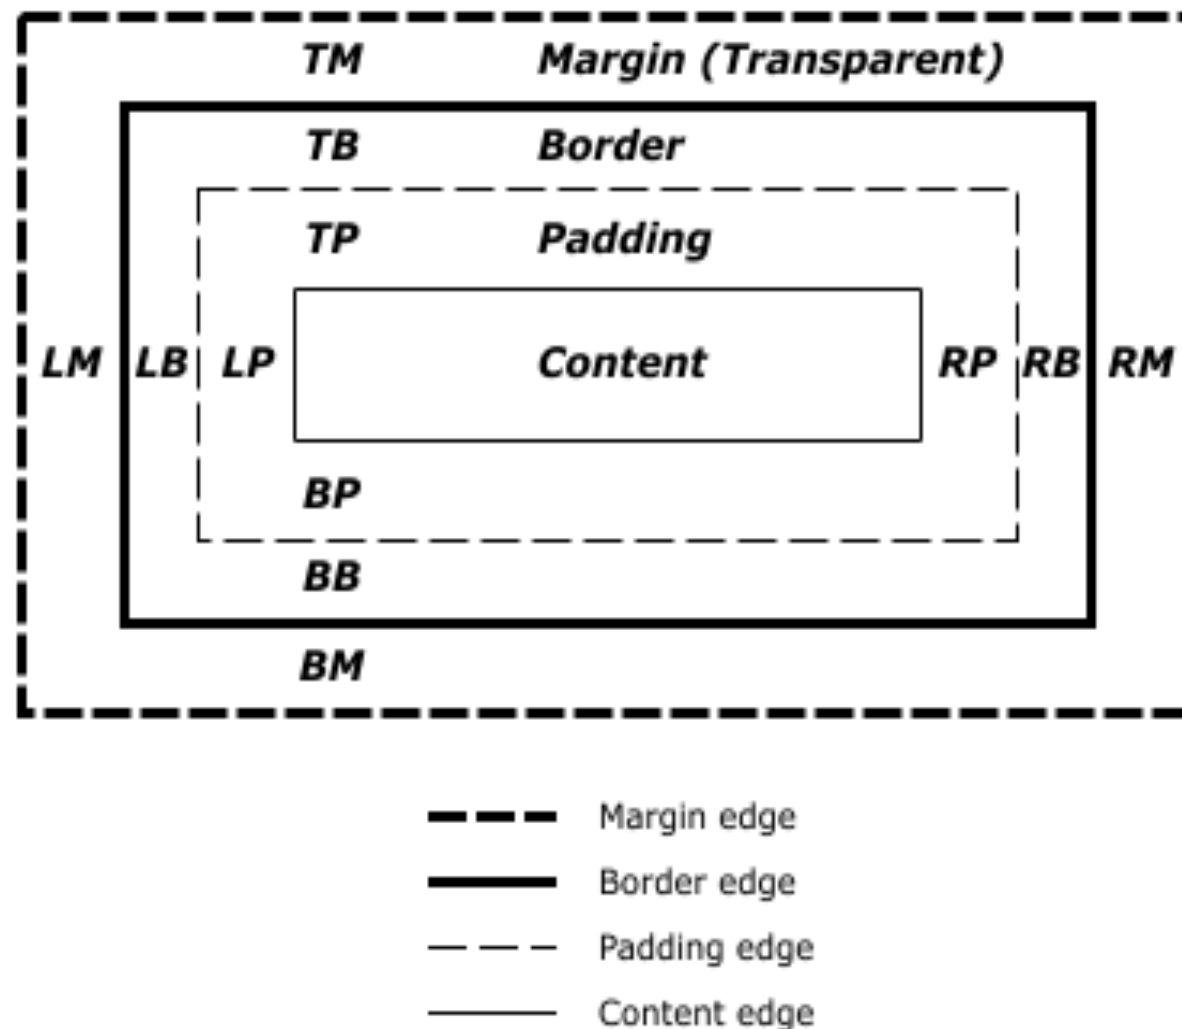 TM Margin (Transparent)
TB Border
TP Padding
LM LB LP Content RP RB RM
BP
BB
BM
Margin edge
Border edge
Padding edge
Content edge